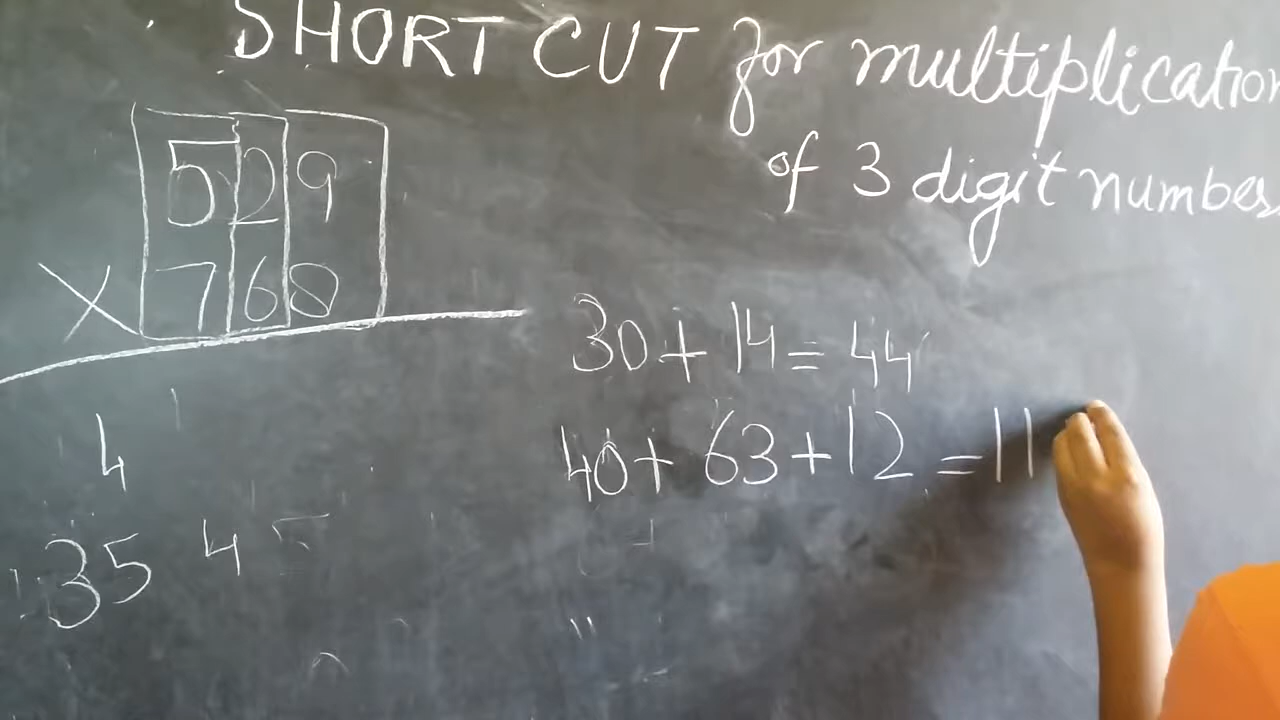 SHORT CUT for multiplication
of 3 digit numbers
529
× 768
30 + 14 = 44
40 + 63 + 12 = 11
4
35 4